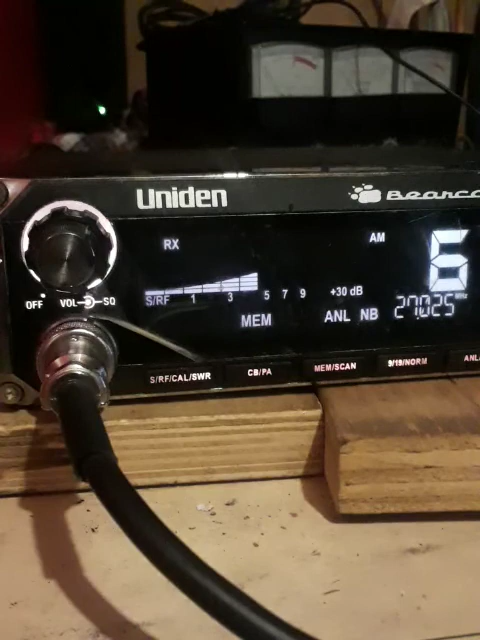 Uniden Bearca
RX AM 6
S/RF 1 3 5 7 9 +30 dB 27.025 MHz
MEM ANL NB
OFF VOL SQ
S/RF/CAL/SWR CB/PA MEM/SCAN 9/19/NORM ANL